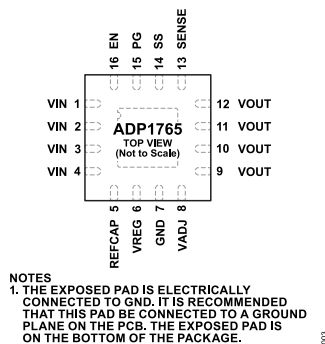 16 EN
15 PG
14 SS
13 SENSE
VIN 1
VIN 2
VIN 3
VIN 4
ADP1765
TOP VIEW
(Not to Scale)
12 VOUT
11 VOUT
10 VOUT
9 VOUT
REFCAP 5
VREG 6
GND 7
VADJ 8
NOTES
1. THE EXPOSED PAD IS ELECTRICALLY
CONNECTED TO GND. IT IS RECOMMENDED
THAT THIS PAD BE CONNECTED TO A GROUND
PLANE ON THE PCB. THE EXPOSED PAD IS
ON THE BOTTOM OF THE PACKAGE.